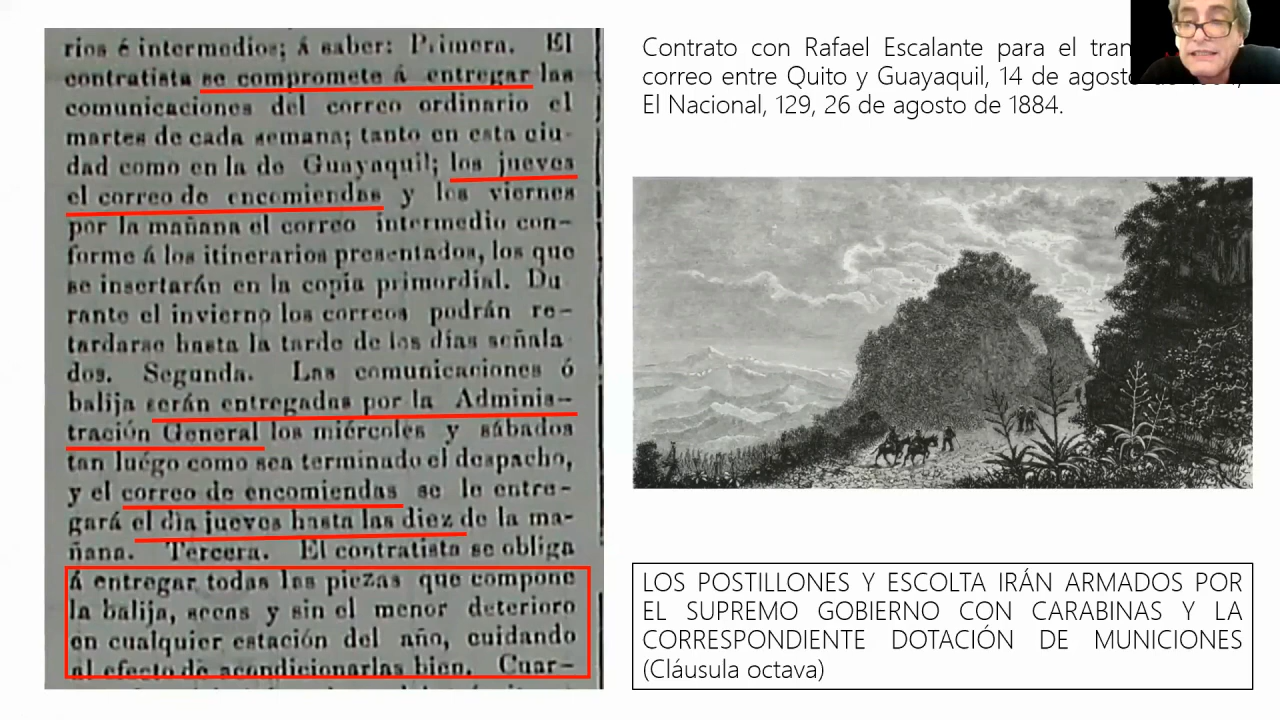 rios é intermedios; á saber: Primera. El
contratista se compromete á entregar las
comunicaciones del correo ordinario el
martes de cada semana; tanto en esta ciu-
dad como en la de Guayaquil; los jueves
el correo de encomiendas y los viernes
por la mañana el correo intermedio con-
forme á los itinerarios presentados, los que
se insertarán en la copia primordial. Du
rante el invierno los correos podrán re-
tardarse hasta la tarde de los días señala
dos. Segunda. Las comunicaciones ó
balija serán entregadas por la Adminis-
tración General los miércoles y sábados
tan luégo como sea terminado el despacho,
y el correo de encomiendas se le entre-
gará el dia jueves hasta las diez de la ma-
ñana. Tercera. El contratista se obliga
á entregar todas las piezas que compone
la balija, secas y sin el menor deterioro
en cualquier estación del año, cuidando
al efecto de acondicionarlas bien. Cuar-
Contrato con Rafael Escalante para el
correo entre Quito y Guayaquil, 14 de agosto
El Nacional, 129, 26 de agosto de 1884.
LOS POSTILLONES Y ESCOLTA IRÁN ARMADOS POR
EL SUPREMO GOBIERNO CON CARABINAS Y LA
CORRESPONDIENTE DOTACIÓN DE MUNICIONES
(Cláusula octava)